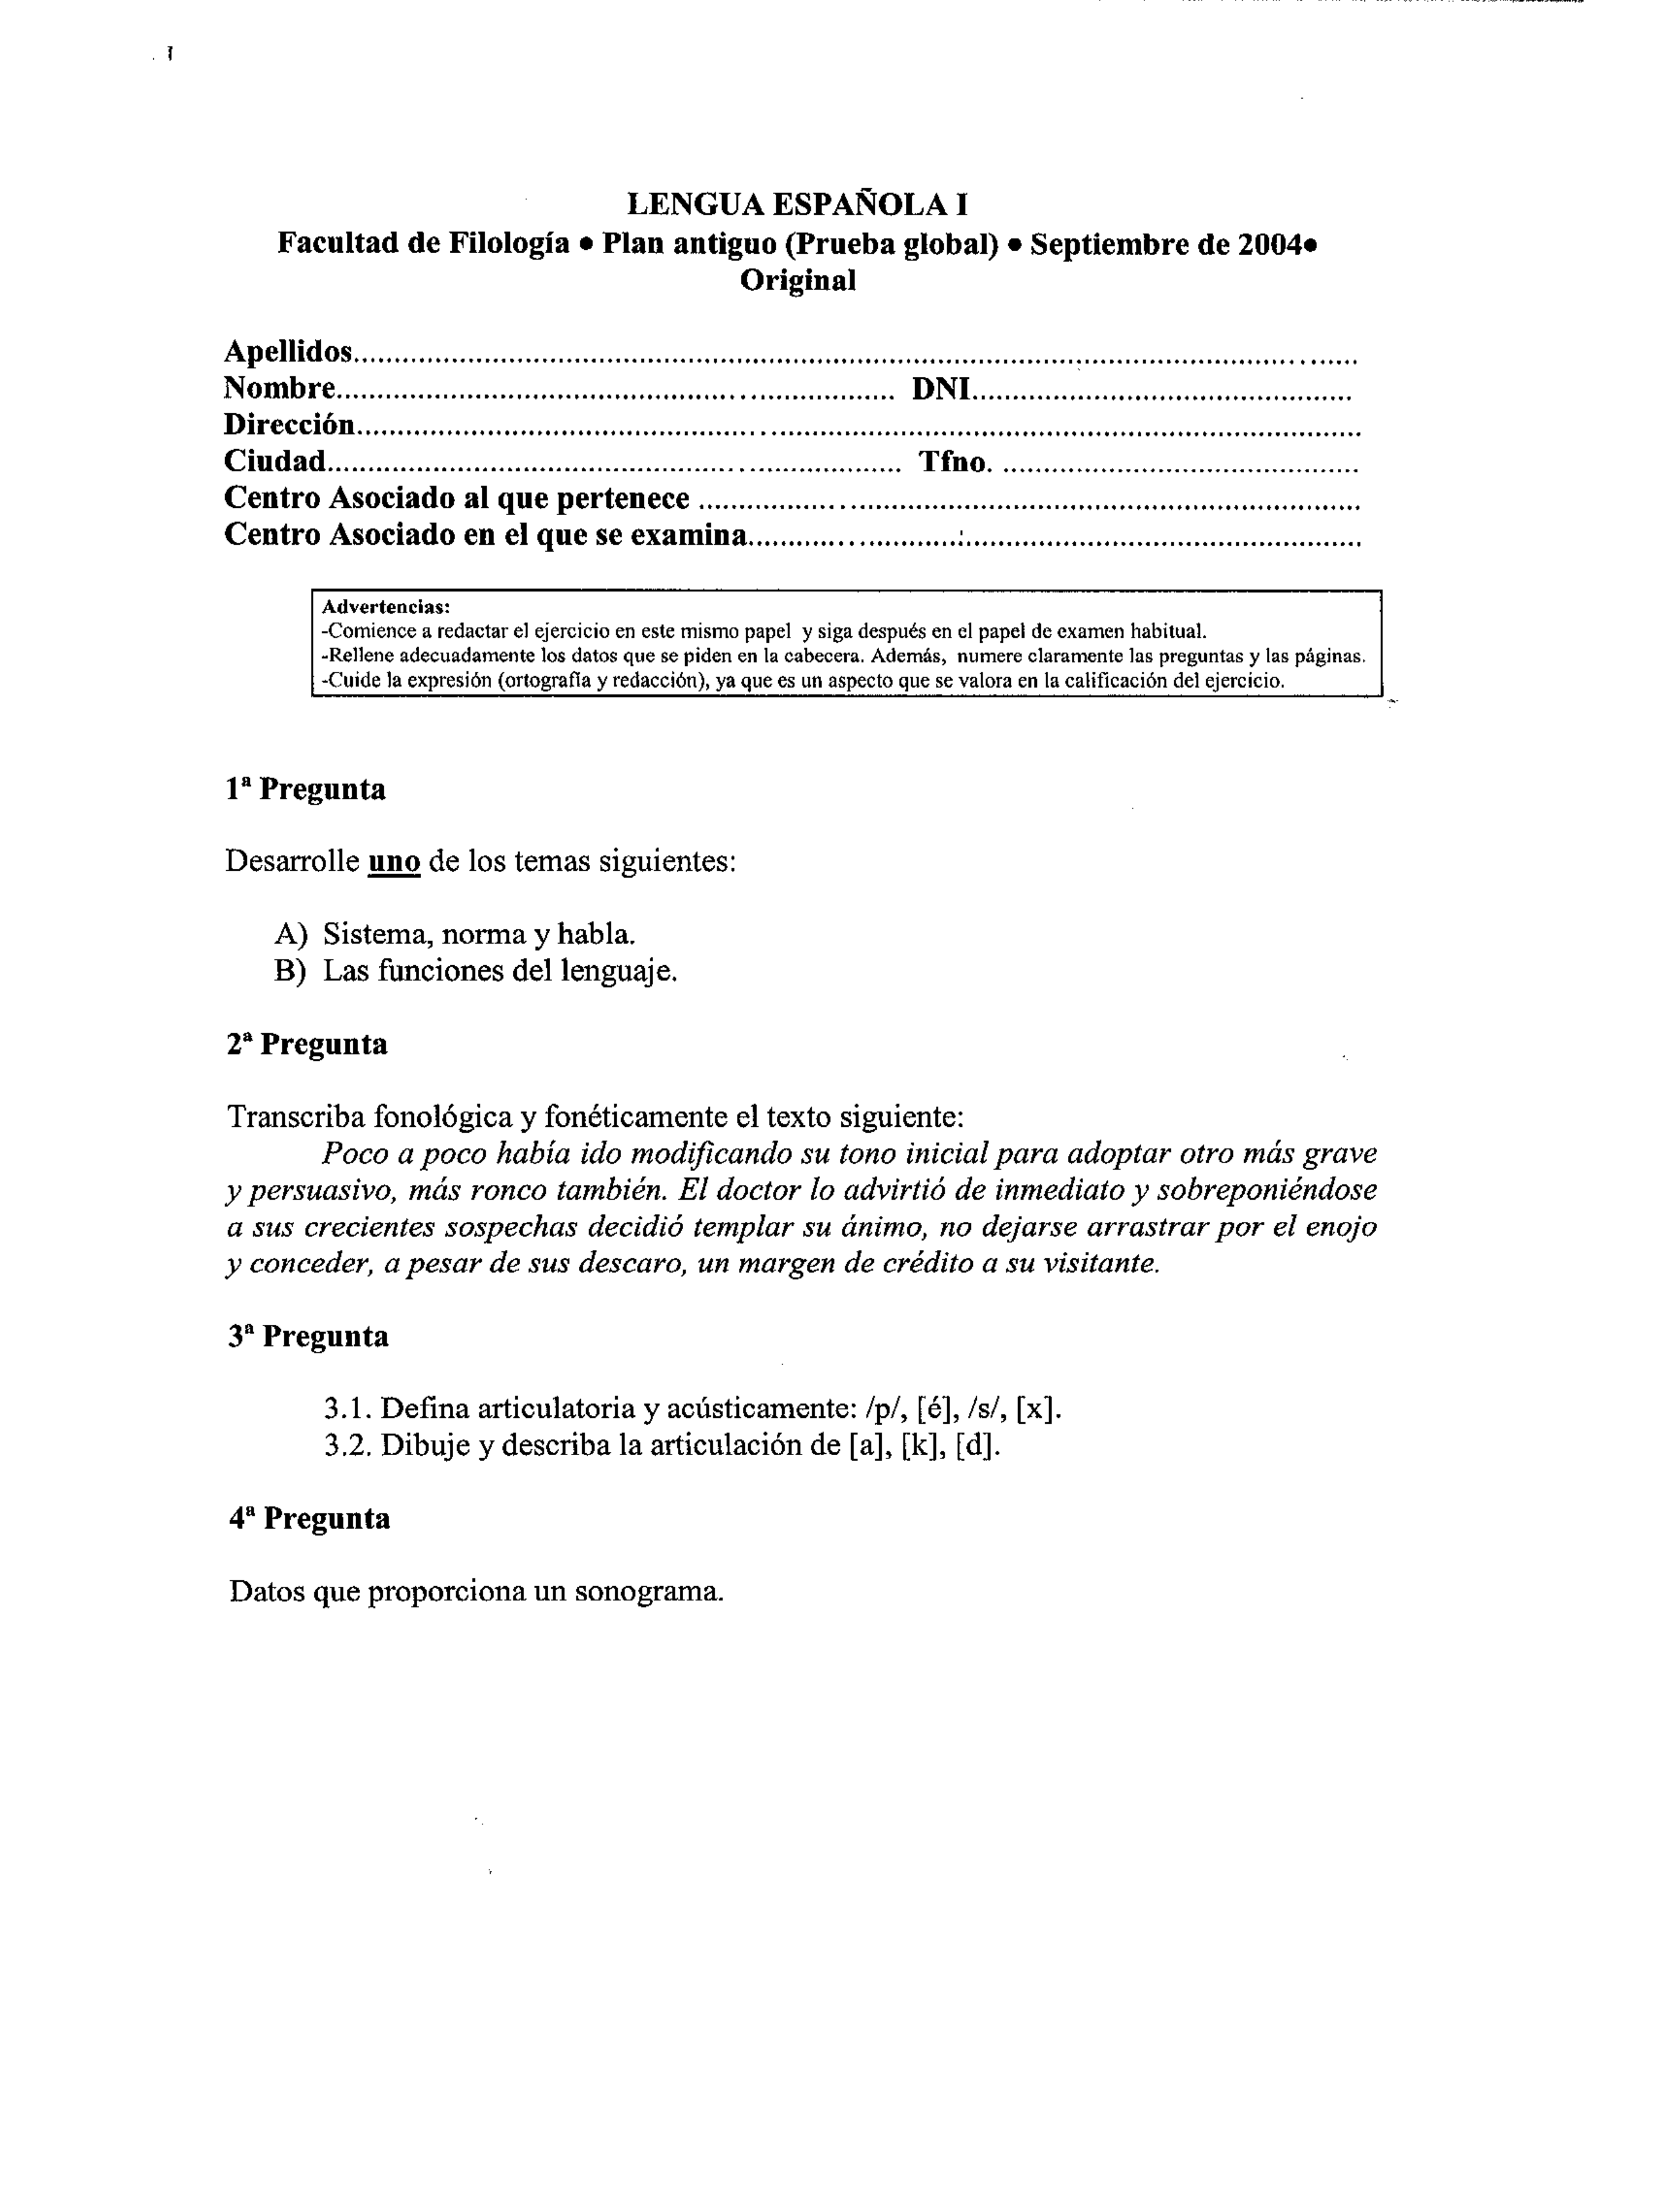 LENGUA ESPAÑOLA I
Facultad de Filología • Plan antiguo (Prueba global) • Septiembre de 2004•
Original
Apellidos..........................................................................................................................
Nombre.................................................................... DNI..............................................
Dirección..........................................................................................................................
Ciudad...................................................................... Tfno. ...........................................
Centro Asociado al que pertenece .................................................................................
Centro Asociado en el que se examina...........................................................................
Advertencias:
-Comience a redactar el ejercicio en este mismo papel y siga después en el papel de examen habitual.
-Rellene adecuadamente los datos que se piden en la cabecera. Además, numere claramente las preguntas y las páginas.
-Cuide la expresión (ortografía y redacción), ya que es un aspecto que se valora en la calificación del ejercicio.
1ª Pregunta
Desarrolle uno de los temas siguientes:
A) Sistema, norma y habla.
B) Las funciones del lenguaje.
2ª Pregunta
Transcriba fonológica y fonéticamente el texto siguiente:
Poco a poco había ido modificando su tono inicial para adoptar otro más grave
y persuasivo, más ronco también. El doctor lo advirtió de inmediato y sobreponiéndose
a sus crecientes sospechas decidió templar su ánimo, no dejarse arrastrar por el enojo
y conceder, a pesar de sus descaro, un margen de crédito a su visitante.
3ª Pregunta
3.1. Defina articulatoria y acústicamente: /p/, [é], /s/, [x].
3.2. Dibuje y describa la articulación de [a], [k], [d].
4ª Pregunta
Datos que proporciona un sonograma.